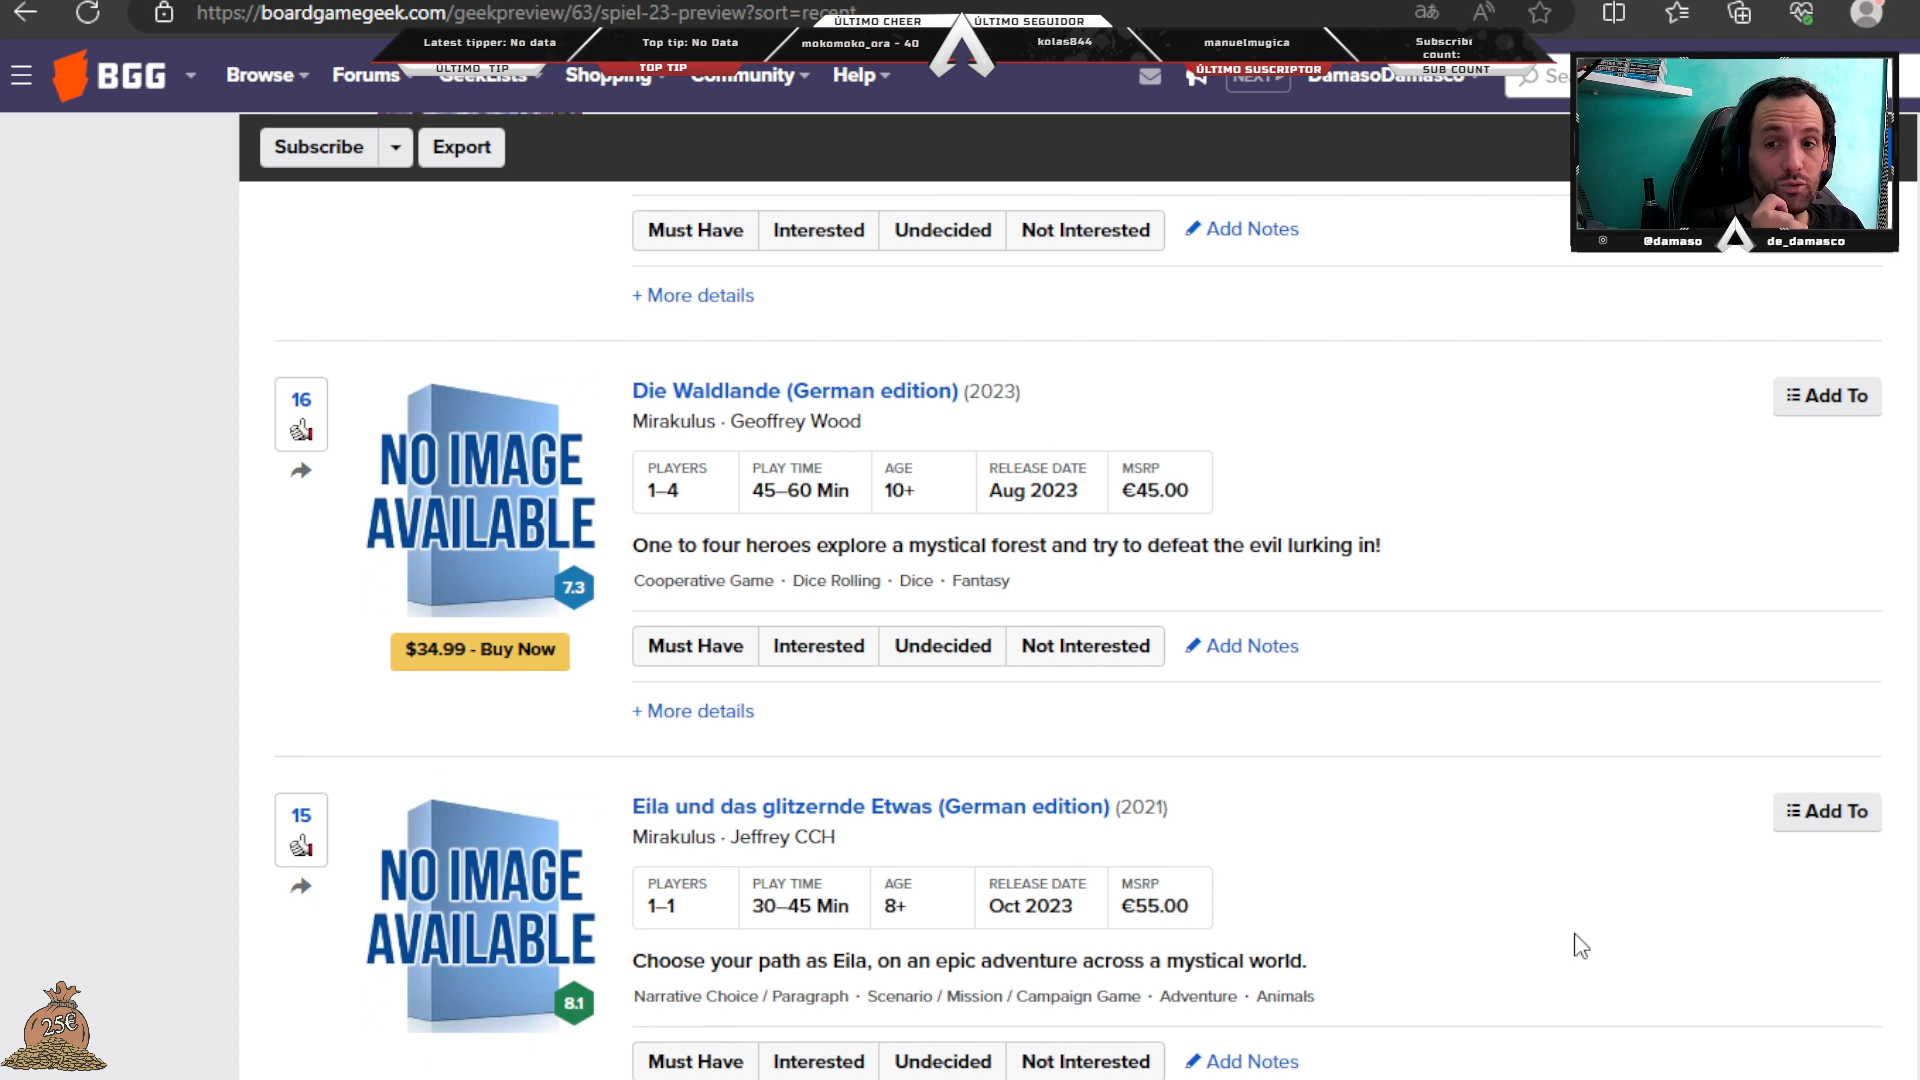 https://boardgamegeek.com/geekpreview/63/spiel-23-preview?sort=recent
ÚLTIMO CHEER
ÚLTIMO SEGUIDOR
Latest tipper: No data
Top tip: No Data
mokomoko_ora - 40
kolas844
manuelmugica
Subscribe
count:
ÚLTIMO TIP
TOP TIP
ÚLTIMO SUSCRIPTOR
SUB COUNT
BGG
Browse
Forums
GeekLists
Shopping
Community
Help
DamasoDamasco
Subscribe
Export
@damaso
de_damasco
Must Have
Interested
Undecided
Not Interested
Add Notes
+ More details
16
Die Waldlande (German edition) (2023)
Add To
Mirakulus · Geoffrey Wood
PLAYERS
PLAY TIME
AGE
RELEASE DATE
MSRP
1–4
45–60 Min
10+
Aug 2023
€45.00
NO IMAGE
AVAILABLE
7.3
One to four heroes explore a mystical forest and try to defeat the evil lurking in!
Cooperative Game · Dice Rolling · Dice · Fantasy
$34.99 - Buy Now
Must Have
Interested
Undecided
Not Interested
Add Notes
+ More details
15
Eila und das glitzernde Etwas (German edition) (2021)
Add To
Mirakulus · Jeffrey CCH
PLAYERS
PLAY TIME
AGE
RELEASE DATE
MSRP
1–1
30–45 Min
8+
Oct 2023
€55.00
NO IMAGE
AVAILABLE
8.1
Choose your path as Eila, on an epic adventure across a mystical world.
Narrative Choice / Paragraph · Scenario / Mission / Campaign Game · Adventure · Animals
25€
Must Have
Interested
Undecided
Not Interested
Add Notes